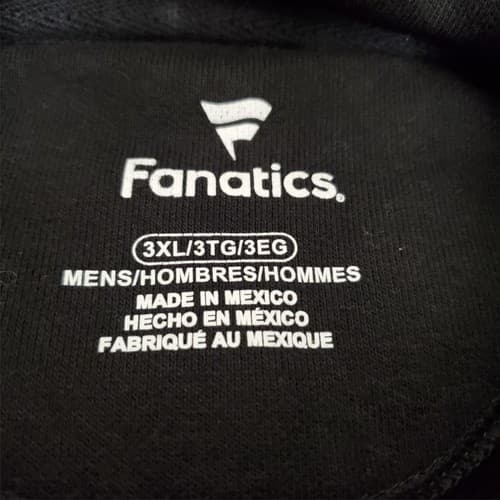 Fanatics®
3XL/3TG/3EG
MENS/HOMBRES/HOMMES
MADE IN MEXICO
HECHO EN MÉXICO
FABRIQUÉ AU MEXIQUE